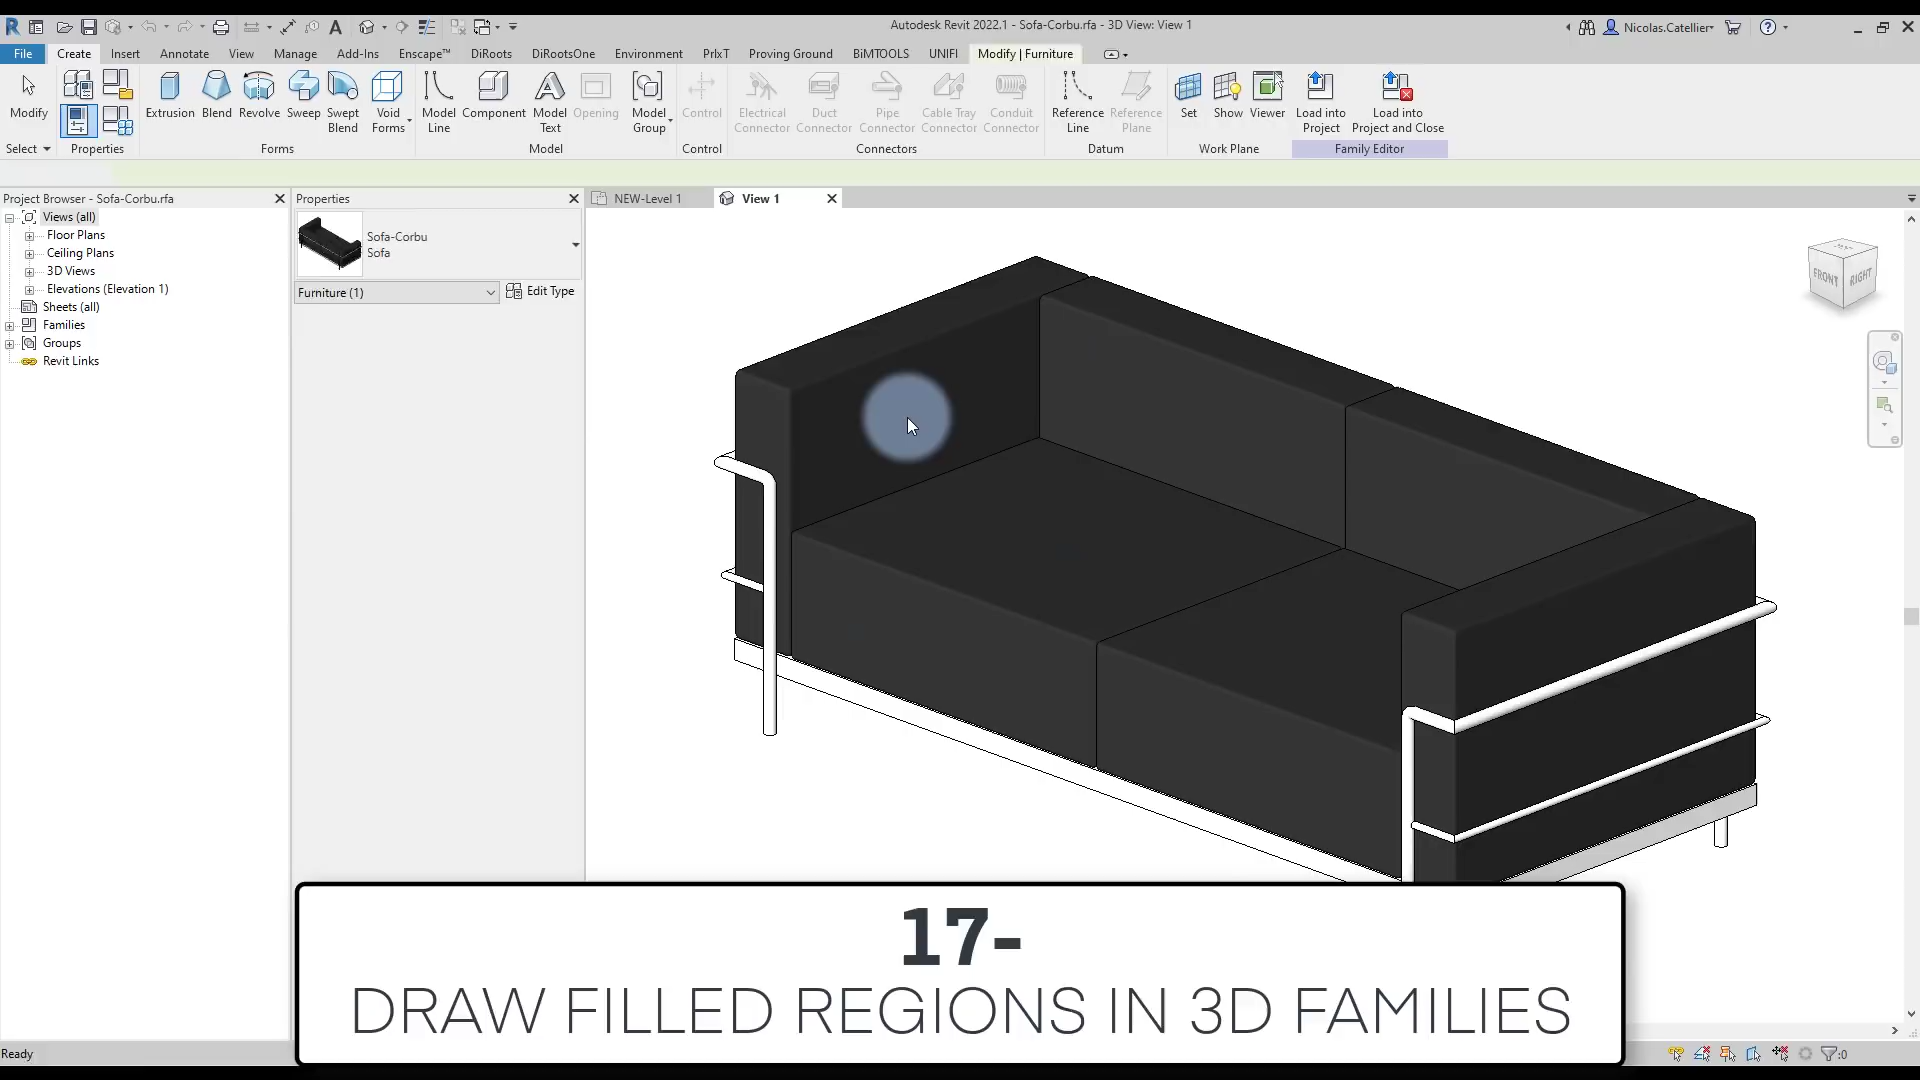 Autodesk Revit 2022.1 - Sofa-Corbu.rfa - 3D View: View 1
Nicolas.Catellier
File Create Insert Annotate View Manage Add-Ins Enscape™ DiRoots DiRootsOne Environment PrlxT Proving Ground BiMTOOLS UNIFI Modify | Furniture
Modify Extrusion Blend Revolve Sweep Swept Blend Void Forms Model Line Component Model Text Opening Model Group Control Electrical Connector Duct Connector Pipe Connector Cable Tray Connector Conduit Connector Reference Line Reference Plane Set Show Viewer Load into Project Load into Project and Close
Select Properties Forms Model Control Connectors Datum Work Plane Family Editor
Project Browser - Sofa-Corbu.rfa
Views (all)
Floor Plans
Ceiling Plans
3D Views
Elevations (Elevation 1)
Sheets (all)
Families
Groups
Revit Links
Properties
Sofa-Corbu
Sofa
Furniture (1)
Edit Type
NEW-Level 1
View 1
FRONT
RIGHT
17-
DRAW FILLED REGIONS IN 3D FAMILIES
Ready
:0